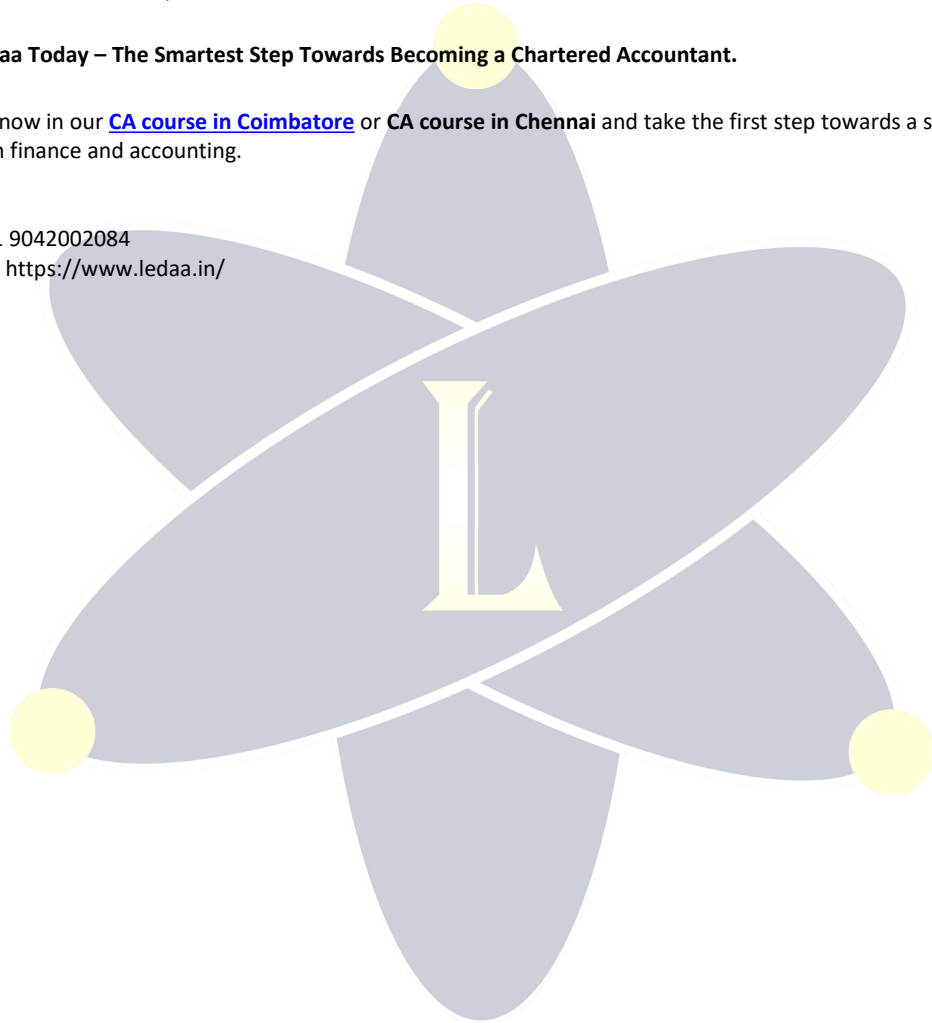 aa Today – The Smartest Step Towards Becoming a Chartered Accountant.
now in our CA course in Coimbatore or CA course in Chennai and take the first step towards a s
n finance and accounting.
9042002084
https://www.ledaa.in/
L